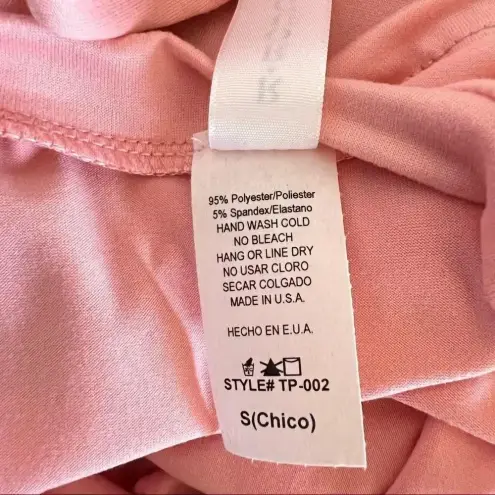 95% Polyester/Poliester
5% Spandex/Elastano
HAND WASH COLD
NO BLEACH
HANG OR LINE DRY
NO USAR CLORO
SECAR COLGADO
MADE IN U.S.A.
HECHO EN E.U.A.
STYLE# TP-002
S(Chico)